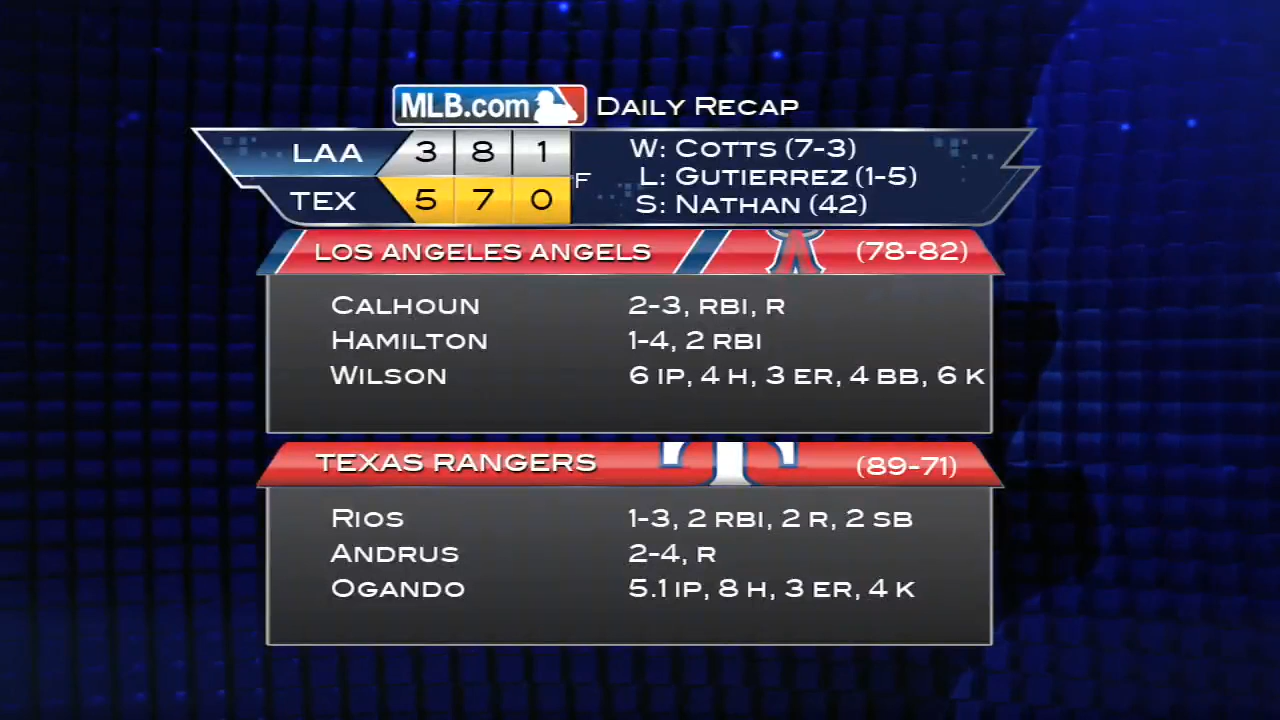 MLB.com DAILY RECAP
LAA 3 8 1
TEX 5 7 0
F
W: COTTS (7-3)
L: GUTIERREZ (1-5)
S: NATHAN (42)
LOS ANGELES ANGELS (78-82)
CALHOUN 2-3, RBI, R
HAMILTON 1-4, 2 RBI
WILSON 6 IP, 4 H, 3 ER, 4 BB, 6 K
TEXAS RANGERS T (89-71)
RIOS 1-3, 2 RBI, 2 R, 2 SB
ANDRUS 2-4, R
OGANDO 5.1 IP, 8 H, 3 ER, 4 K